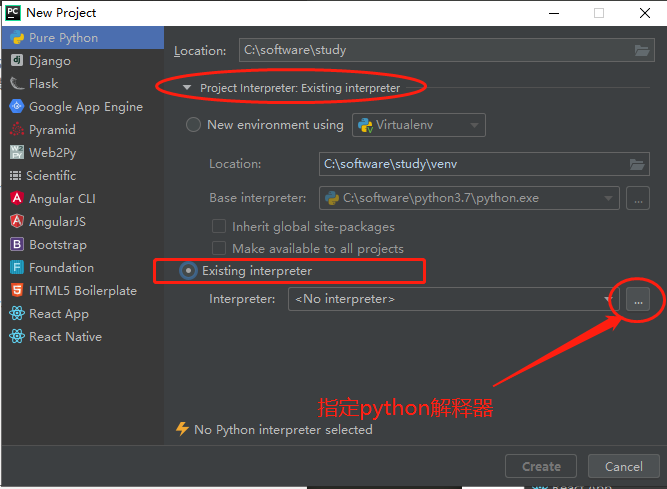 New Project
Pure Python
Django
Flask
Google App Engine
Pyramid
Web2Py
Scientific
Angular CLI
AngularJS
Bootstrap
Foundation
HTML5 Boilerplate
React App
React Native
Location: C:\software\study
Project Interpreter: Existing interpreter
New environment using Virtualenv
Location: C:\software\study\venv
Base interpreter: C:\software\python3.7\python.exe ...
Inherit global site-packages
Make available to all projects
Existing interpreter
Interpreter: <No interpreter> ...
指定python解释器
No Python interpreter selected
Create Cancel
React App